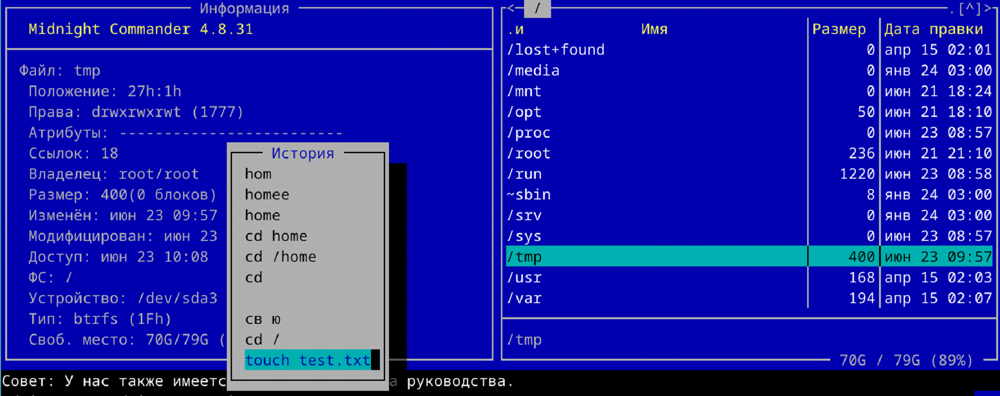 Информация
Midnight Commander 4.8.31
Файл: tmp
Положение: 27h:1h
Права: drwxrwxrwt (1777)
Атрибуты: -------------------------
Ссылок: 18
Владелец: root/root
Размер: 400(0 блоков)
Изменён: июн 23 09:57
Модифицирован: июн 23
Доступ: июн 23 10:08
ФС: /
Устройство: /dev/sda3
Тип: btrfs (1Fh)
Своб. место: 70G/79G (
История
hom
homee
home
cd home
cd /home
cd
св ю
cd /
touch test.txt
< / .[^]>
.и Имя Размер Дата правки
/lost+found 0 апр 15 02:01
/media 0 янв 24 03:00
/mnt 0 июн 21 18:24
/opt 50 июн 21 18:10
/proc 0 июн 23 08:57
/root 236 июн 21 21:10
/run 1220 июн 23 08:58
~sbin 8 янв 24 03:00
/srv 0 янв 24 03:00
/sys 0 июн 23 08:57
/tmp 400 июн 23 09:57
/usr 168 апр 15 02:03
/var 194 апр 15 02:07
/tmp
70G / 79G (89%)
Совет: У нас также имеетс а руководства.